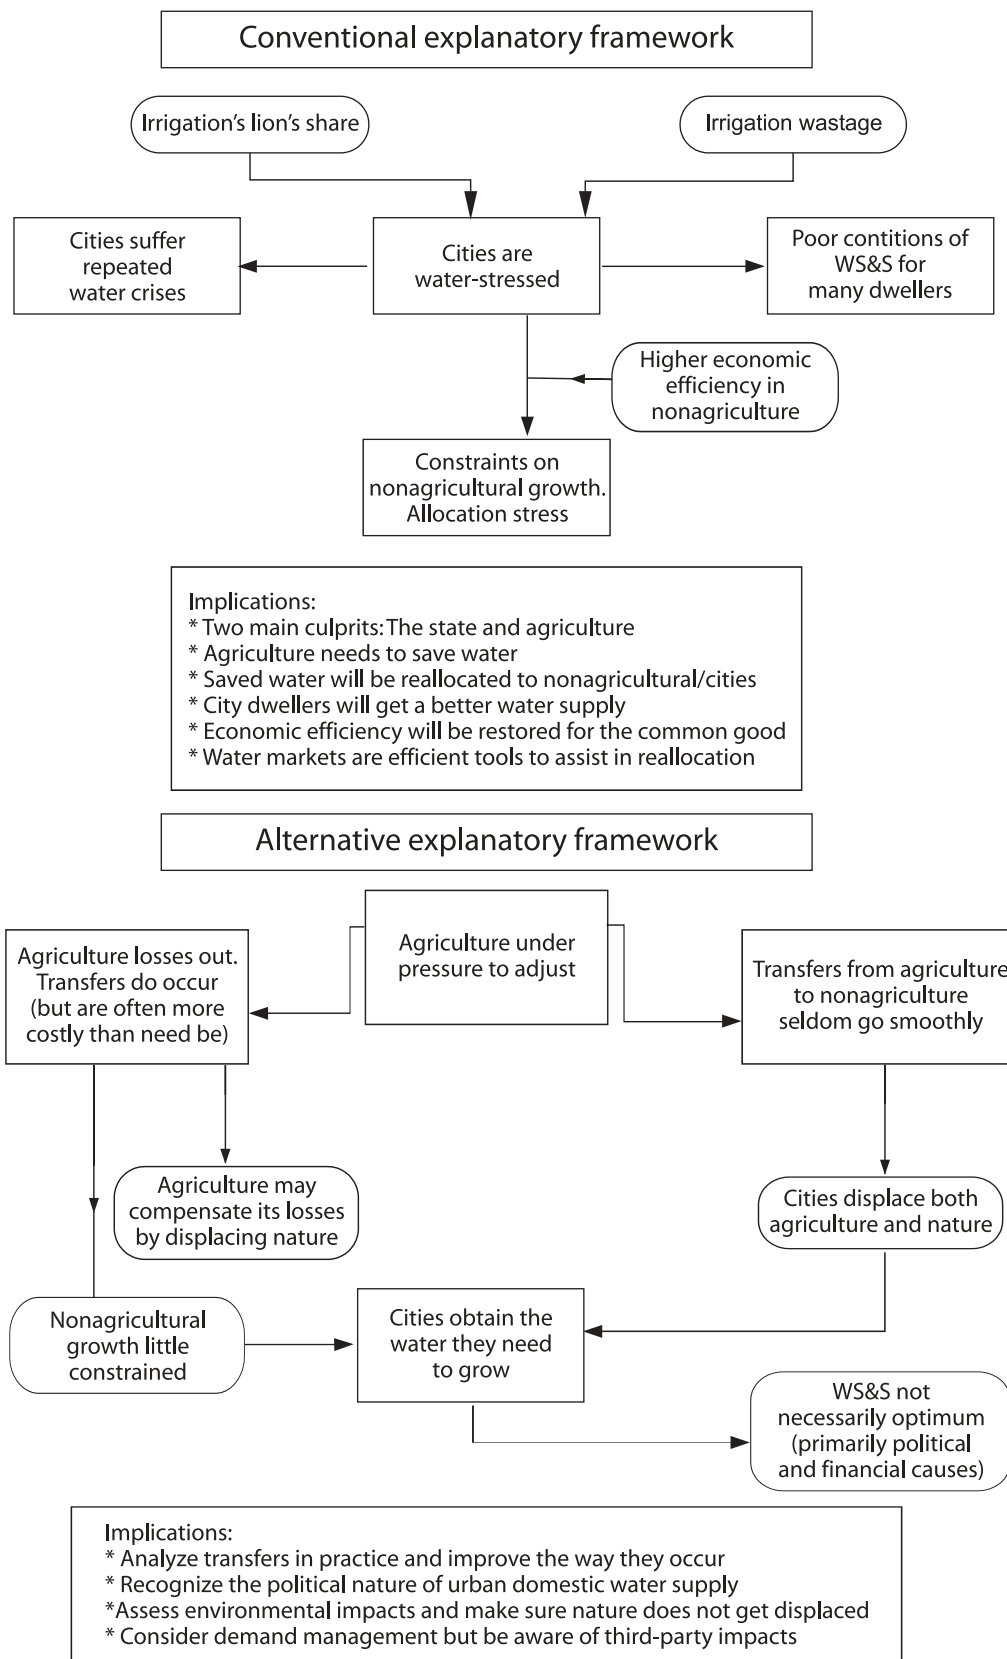 Conventional explanatory framework
Irrigation's lion's share
Irrigation wastage
Cities suffer
repeated
water crises
Cities are
water-stressed
Poor contitions of
WS&S for
many dwellers
Higher economic
efficiency in
nonagriculture
Constraints on
nonagricultural growth.
Allocation stress
Implications:
* Two main culprits: The state and agriculture
* Agriculture needs to save water
* Saved water will be reallocated to nonagricultural/cities
* City dwellers will get a better water supply
* Economic efficiency will be restored for the common good
* Water markets are efficient tools to assist in reallocation
Alternative explanatory framework
Agriculture losses out.
Transfers do occur
(but are often more
costly than need be)
Agriculture under
pressure to adjust
Transfers from agriculture
to nonagriculture
seldom go smoothly
Agriculture may
compensate its losses
by displacing nature
Cities displace both
agriculture and nature
Nonagricultural
growth little
constrained
Cities obtain the
water they need
to grow
WS&S not
necessarily optimum
(primarily political
and financial causes)
Implications:
* Analyze transfers in practice and improve the way they occur
* Recognize the political nature of urban domestic water supply
*Assess environmental impacts and make sure nature does not get displaced
* Consider demand management but be aware of third-party impacts